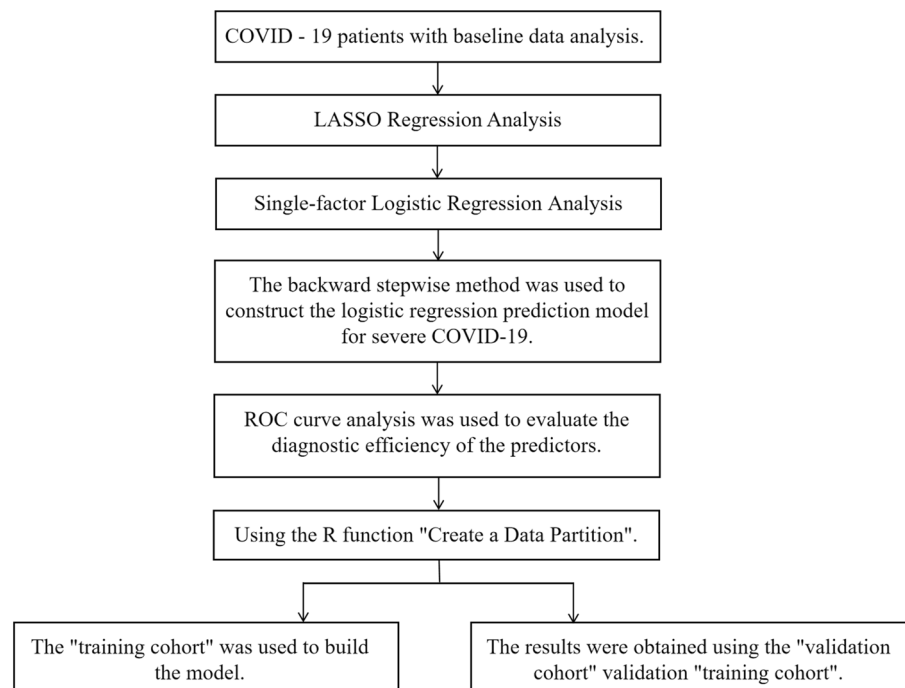 COVID - 19 patients with baseline data analysis.
LASSO Regression Analysis
Single-factor Logistic Regression Analysis
The backward stepwise method was used to
construct the logistic regression prediction model
for severe COVID-19.
ROC curve analysis was used to evaluate the
diagnostic efficiency of the predictors.
Using the R function "Create a Data Partition".
The "training cohort" was used to build
the model.
The results were obtained using the "validation
cohort" validation "training cohort".